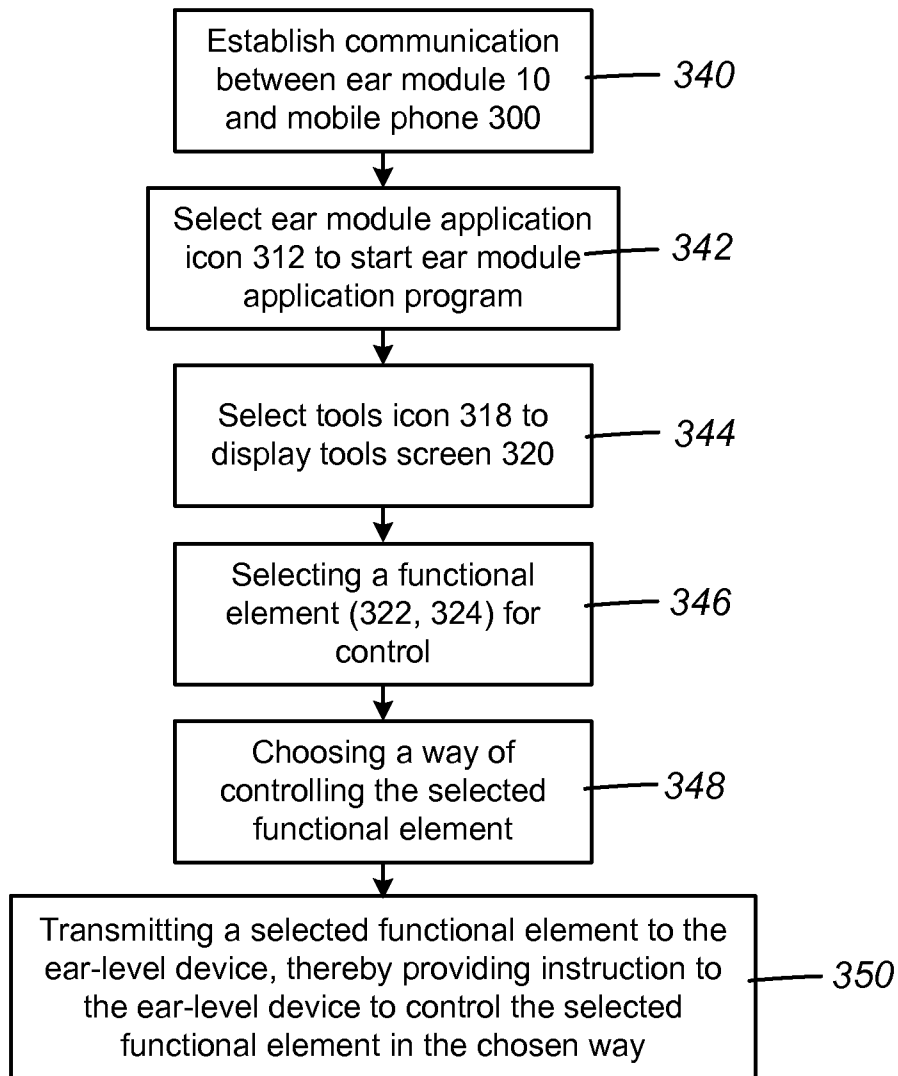 Establish communication
between ear module 10
and mobile phone 300
340
Select ear module application
icon 312 to start ear module
application program
342
Select tools icon 318 to
display tools screen 320
344
Selecting a functional
element (322, 324) for
control
346
Choosing a way of
controlling the selected
functional element
348
Transmitting a selected functional element to the
ear-level device, thereby providing instruction to
the ear-level device to control the selected
functional element in the chosen way
350